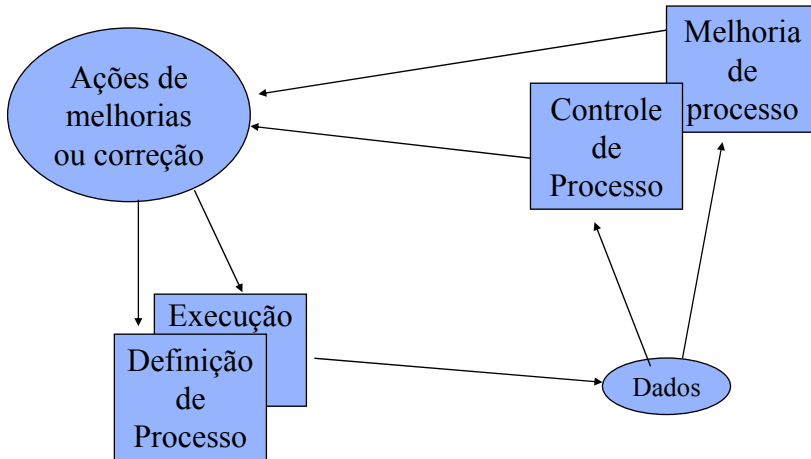 Ações de
melhorias
ou correção
Melhoria
de
processo
Controle
de
Processo
Execução
Definição
de
Processo
Dados